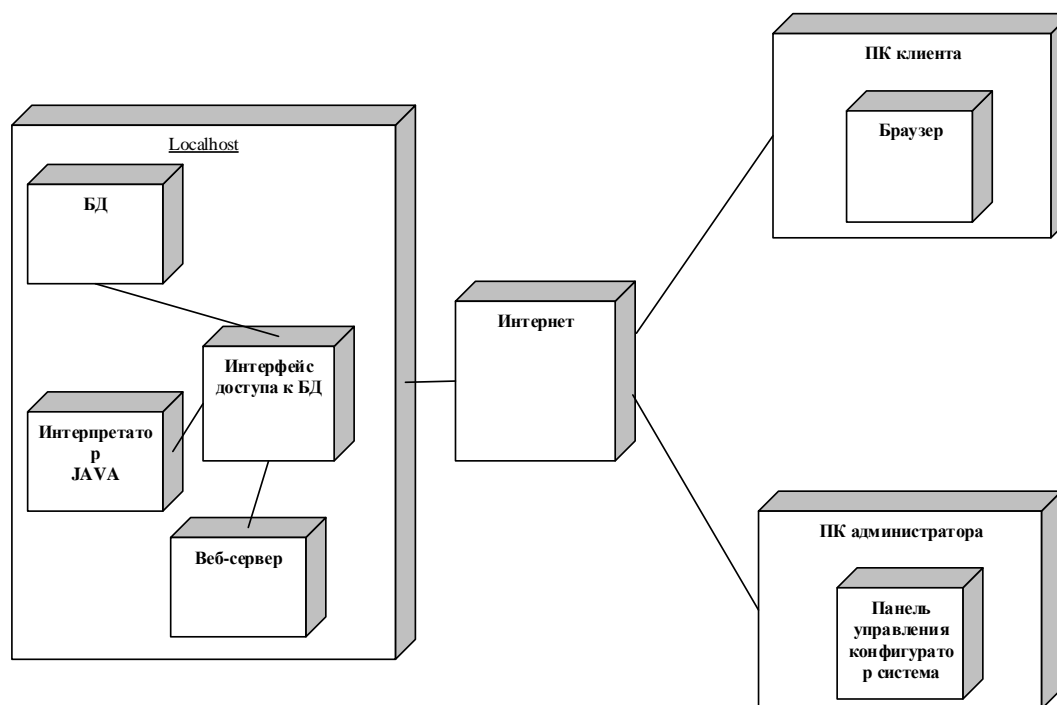 Localhost
БД
Интерфейс
доступа к БД
Интерпретато
р
JAVA
Веб-сервер
Интернет
ПК клиента
Браузер
ПК администратора
Панель
управления
конфигурато
р система